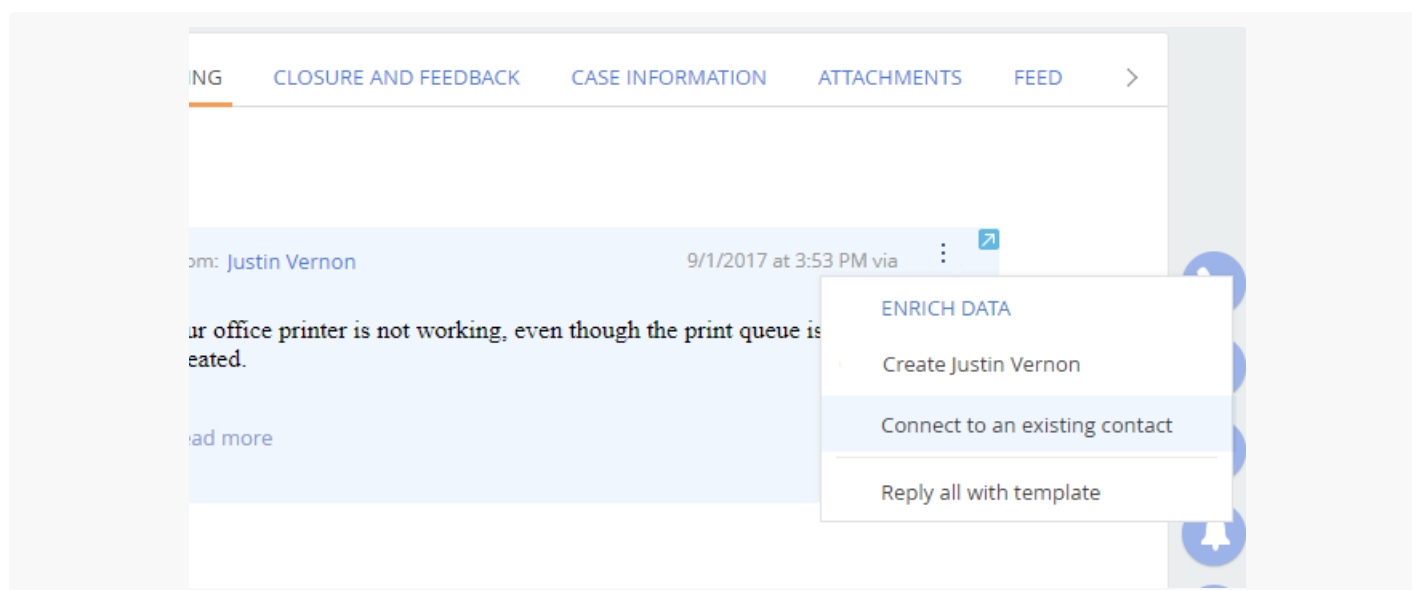 ING CLOSURE AND FEEDBACK CASE INFORMATION ATTACHMENTS FEED
om: Justin Vernon 9/1/2017 at 3:53 PM via
ur office printer is not working, even though the print queue is
eated.
ead more
ENRICH DATA
Create Justin Vernon
Connect to an existing contact
Reply all with template